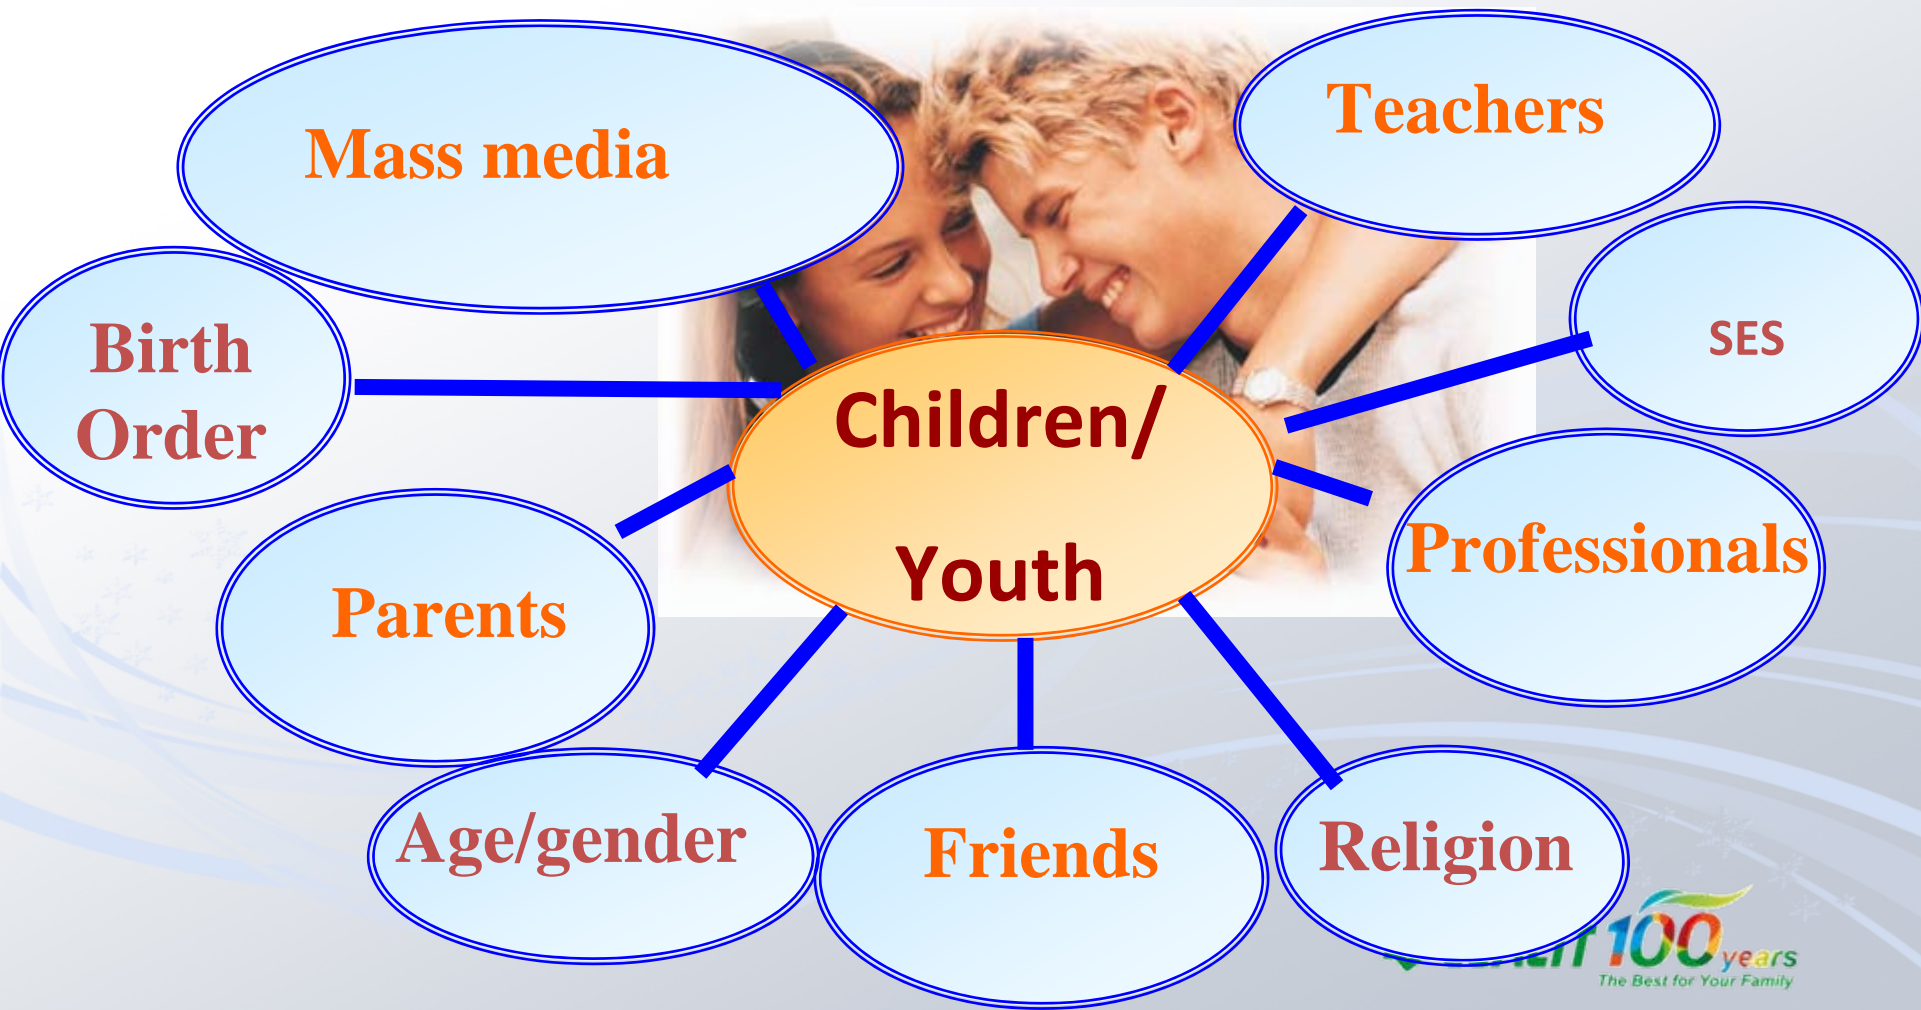 Mass media
Teachers
Birth
Order
SES
Children/
Youth
Professionals
Parents
Age/gender
Friends
Religion
100 years
The Best for Your Family